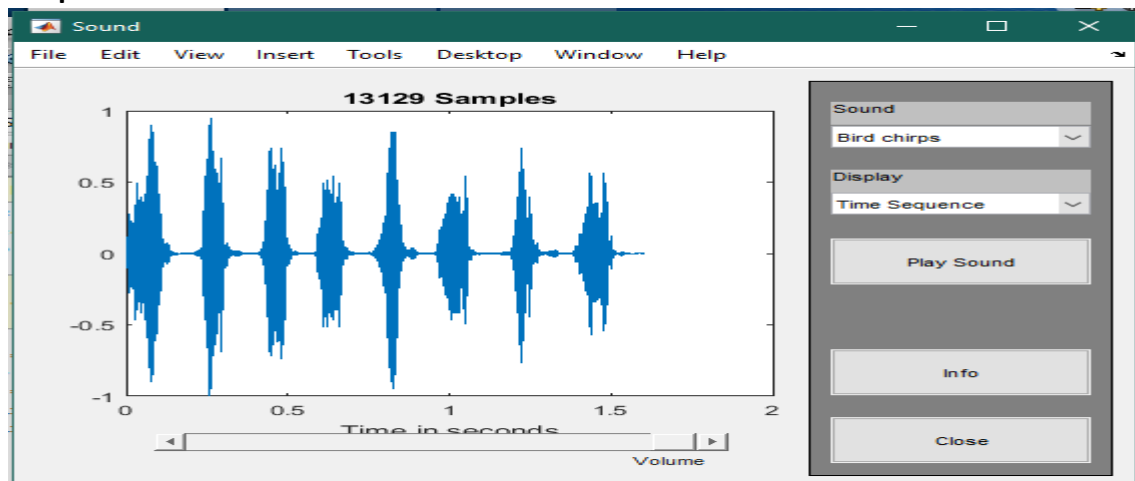 Sound
File Edit View Insert Tools Desktop Window Help
13129 Samples
1
0.5
0
-0.5
-1
0 0.5 1 1.5 2
Time in seconds
Volume
Sound
Bird chirps
Display
Time Sequence
Play Sound
Info
Close